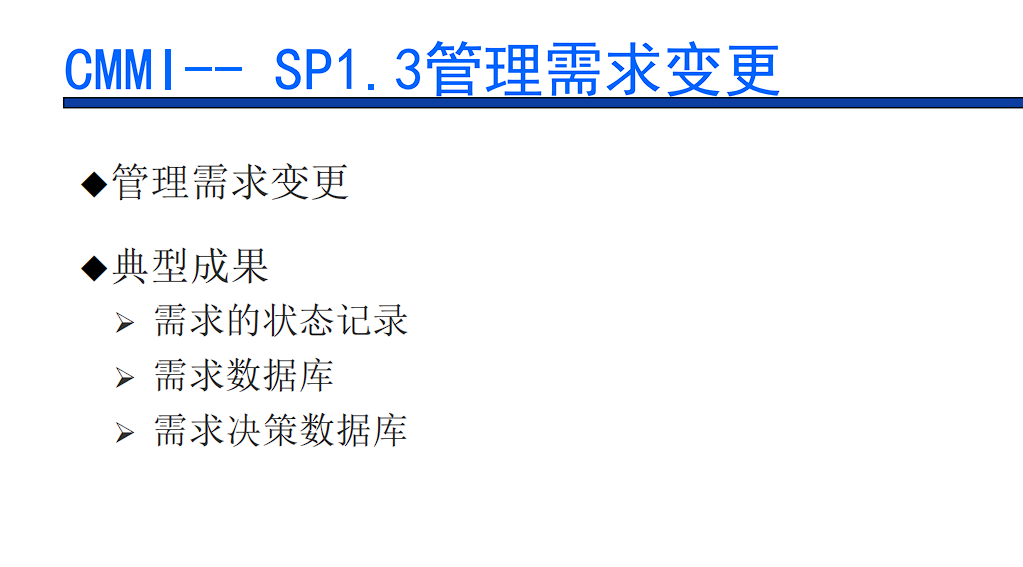 CMMI-- SP1.3管理需求变更
◆管理需求变更
◆典型成果
➢ 需求的状态记录
➢ 需求数据库
➢ 需求决策数据库